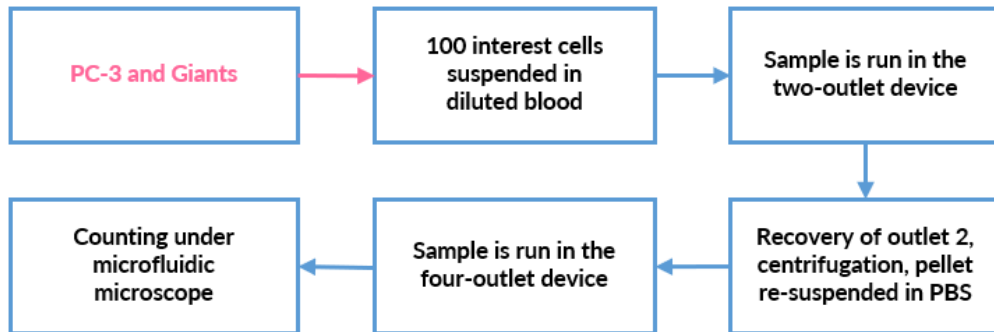 PC-3 and Giants
100 interest cells
suspended in
diluted blood
Sample is run in the
two-outlet device
Recovery of outlet 2,
centrifugation, pellet
re-suspended in PBS
Sample is run in the
four-outlet device
Counting under
microfluidic
microscope